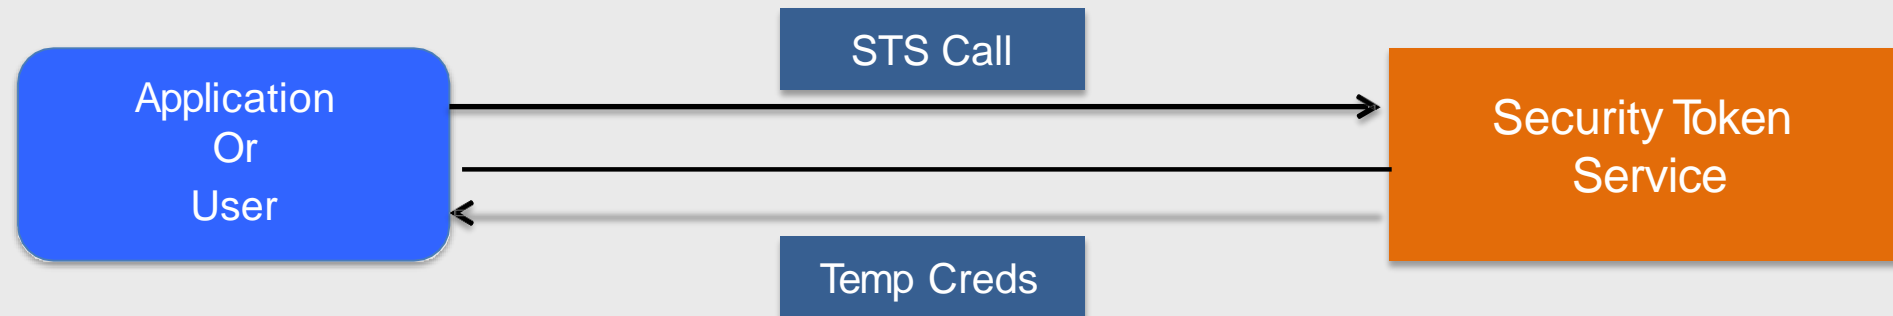 STS Call
Application
Or
User
Security Token
Service
Temp Creds